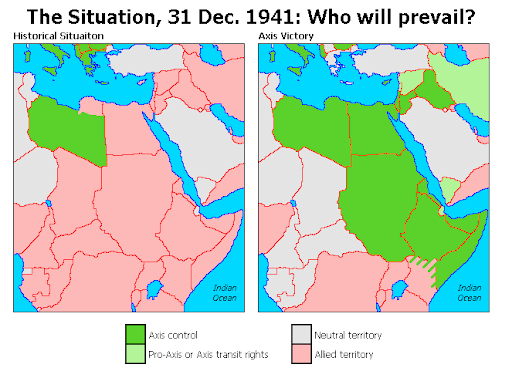 The Situation, 31 Dec. 1941: Who will prevail?
Historical Situaiton
Axis Victory
Indian
Ocean
Indian
Ocean
Axis control
Neutral territory
Pro-Axis or Axis transit rights
Allied territory